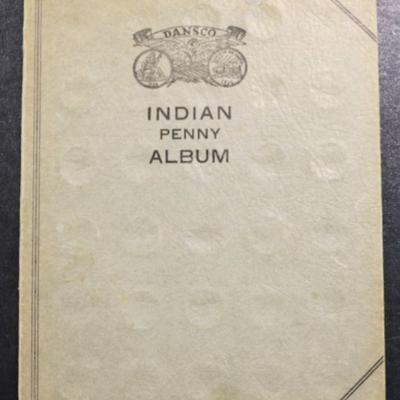 DANSCO
INDIAN
PENNY
ALBUM